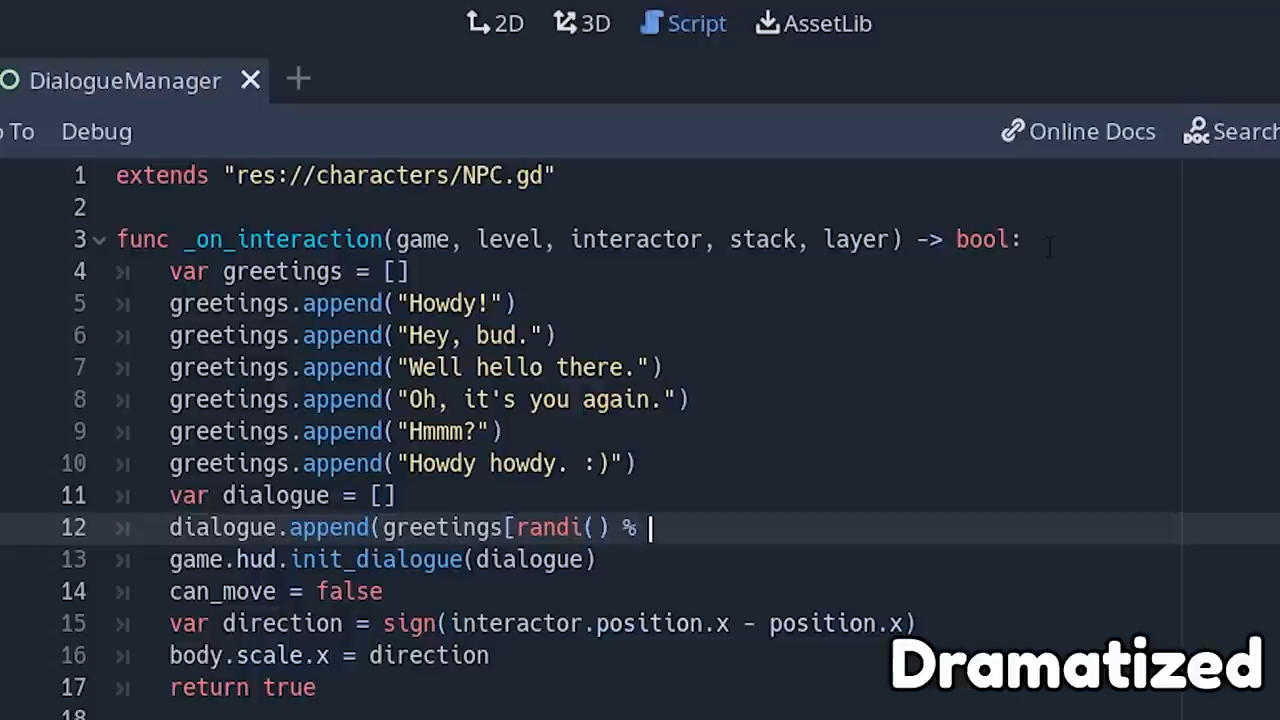 2D 3D Script AssetLib
DialogueManager
To Debug Online Docs Search
1 extends "res://characters/NPC.gd"
2
3 func _on_interaction(game, level, interactor, stack, layer) -> bool:
4 var greetings = []
5 greetings.append("Howdy!")
6 greetings.append("Hey, bud.")
7 greetings.append("Well hello there.")
8 greetings.append("Oh, it's you again.")
9 greetings.append("Hmmm?")
10 greetings.append("Howdy howdy. :)")
11 var dialogue = []
12 dialogue.append(greetings[randi() %
13 game.hud.init_dialogue(dialogue)
14 can_move = false
15 var direction = sign(interactor.position.x - position.x)
16 body.scale.x = direction
17 return true
18
Dramatized